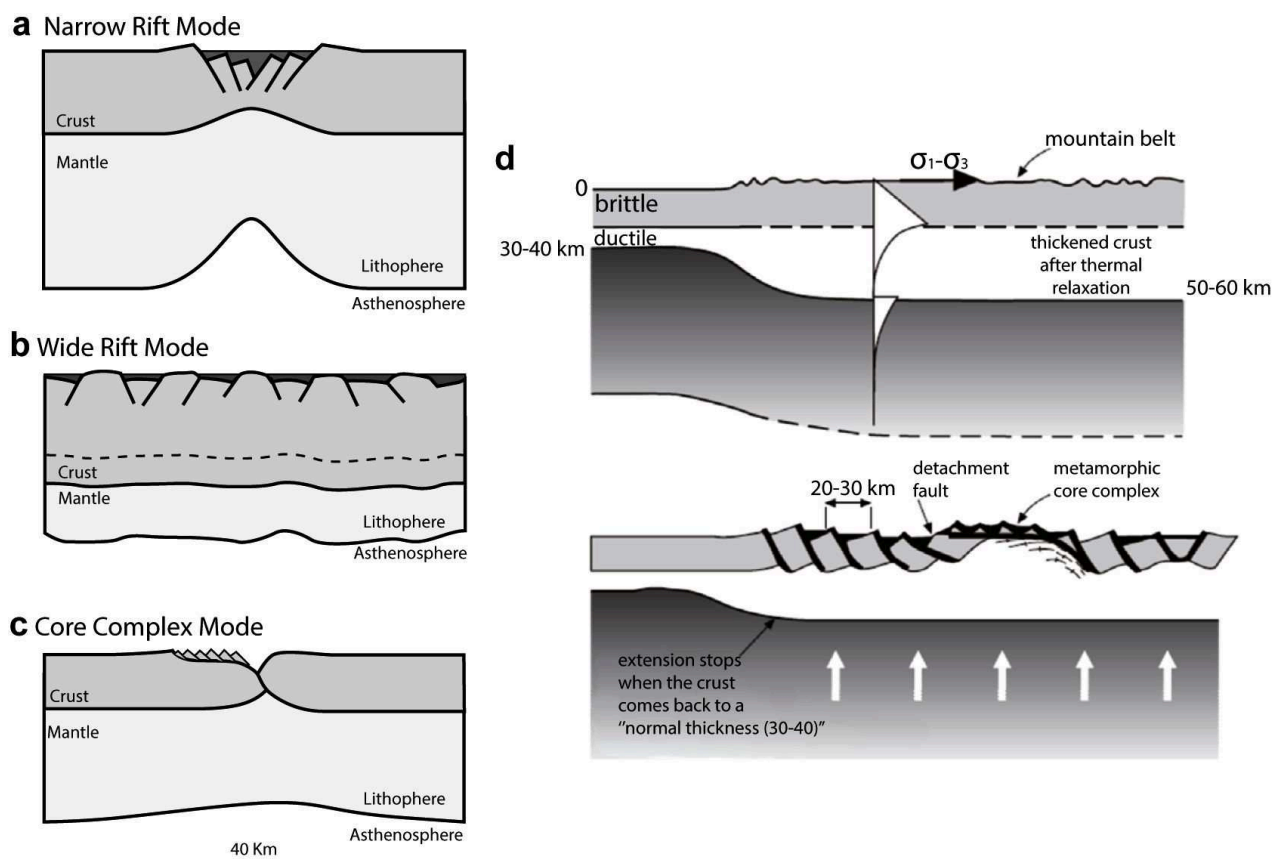 a Narrow Rift Mode
Crust
Mantle
Lithophere
Asthenosphere
b Wide Rift Mode
Crust
Mantle
Lithophere
Asthenosphere
c Core Complex Mode
Crust
Mantle
Lithophere
Asthenosphere
40 Km
d
σ1-σ3
mountain belt
0
brittle
ductile
30-40 km
thickened crust
after thermal
relaxation
50-60 km
20-30 km
detachment
fault
metamorphic
core complex
extension stops
when the crust
comes back to a
“normal thickness (30-40)”